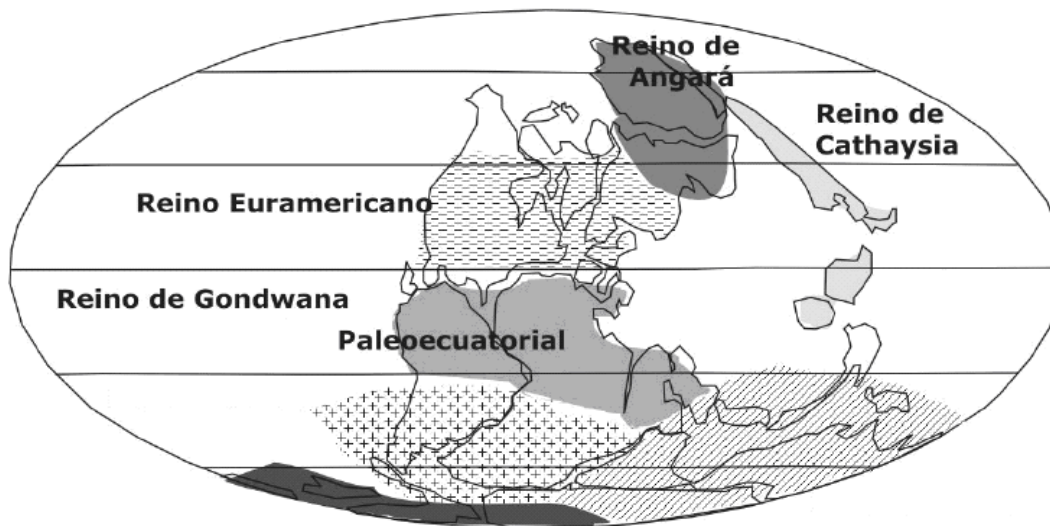 Reino de
Angará
Reino de
Cathaysia
Reino Euramericano
Reino de Gondwana
Paleoecuatorial